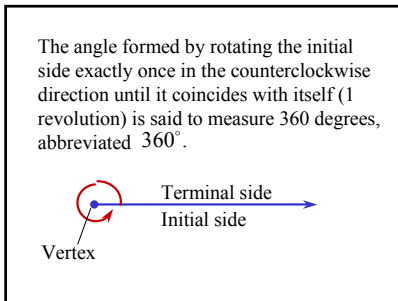 The angle formed by rotating the initial
side exactly once in the counterclockwise
direction until it coincides with itself (1
revolution) is said to measure 360 degrees,
abbreviated 360°.
Terminal side
Initial side
Vertex